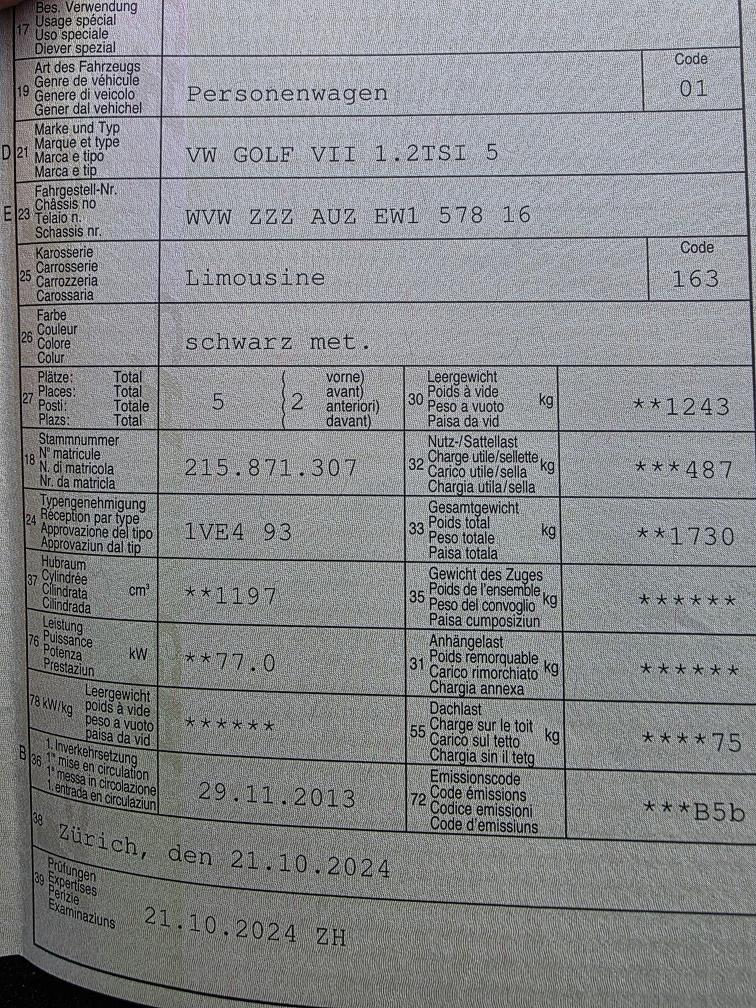 Bes. Verwendung
17 Usage spécial
Uso speciale
Diever spezial
19 Art des Fahrzeugs
Genre de véhicule
Genere di veicolo
Gener dal vehichel
Personenwagen
Code
01
D 21 Marke und Typ
Marque et type
Marca e tipo
Marca e tip
VW GOLF VII 1.2TSI 5
E 23 Fahrgestell-Nr.
Châssis no
Telaio n.
Schassis nr.
WVW ZZZ AUZ EW1 578 16
25 Karosserie
Carrosserie
Carrozzeria
Carossaria
Limousine
Code
163
26 Farbe
Couleur
Colore
Colur
schwarz met.
27 Plätze: Total
Places: Total
Posti: Totale
Plazs: Total
5 ( 2 vorne)
avant)
anteriori)
davant)
30 Leergewicht
Poids à vide kg
Peso a vuoto
Paisa da vid
**1243
18 Stammnummer
N° matricule
N. di matricola
Nr. da matricla
215.871.307
32 Nutz-/Sattellast
Charge utile/sellette kg
Carico utile/sella
Chargia utila/sella
***487
24 Typengenehmigung
Réception par type
Approvazione del tipo
Approvaziun dal tip
1VE4 93
33 Gesamtgewicht
Poids total kg
Peso totale
Paisa totala
**1730
37 Hubraum
Cylindrée
Cilindrata cm³
Cilindrada
**1197
35 Gewicht des Zuges
Poids de l'ensemble kg
Peso del convoglio
Paisa cumposiziun
******
76 Leistung
Puissance
Potenza kW
Prestaziun
**77.0
31 Anhängelast
Poids remorquable kg
Carico rimorchiato
Chargia annexa
******
78 kW/kg Leergewicht
poids à vide
peso a vuoto
paisa da vid
******
55 Dachlast
Charge sur le toit kg
Carico sul tetto
Chargia sin il tetg
****75
B 36 1. Inverkehrsetzung
1re mise en circulation
1a messa in circolazione
1. entrada en circulaziun
29.11.2013
72 Emissionscode
Code émissions
Codice emissioni
Code d'emissiuns
***B5b
38 Zürich, den 21.10.2024
39 Prüfungen
Expertises
Perizie
Examinaziuns
21.10.2024 ZH